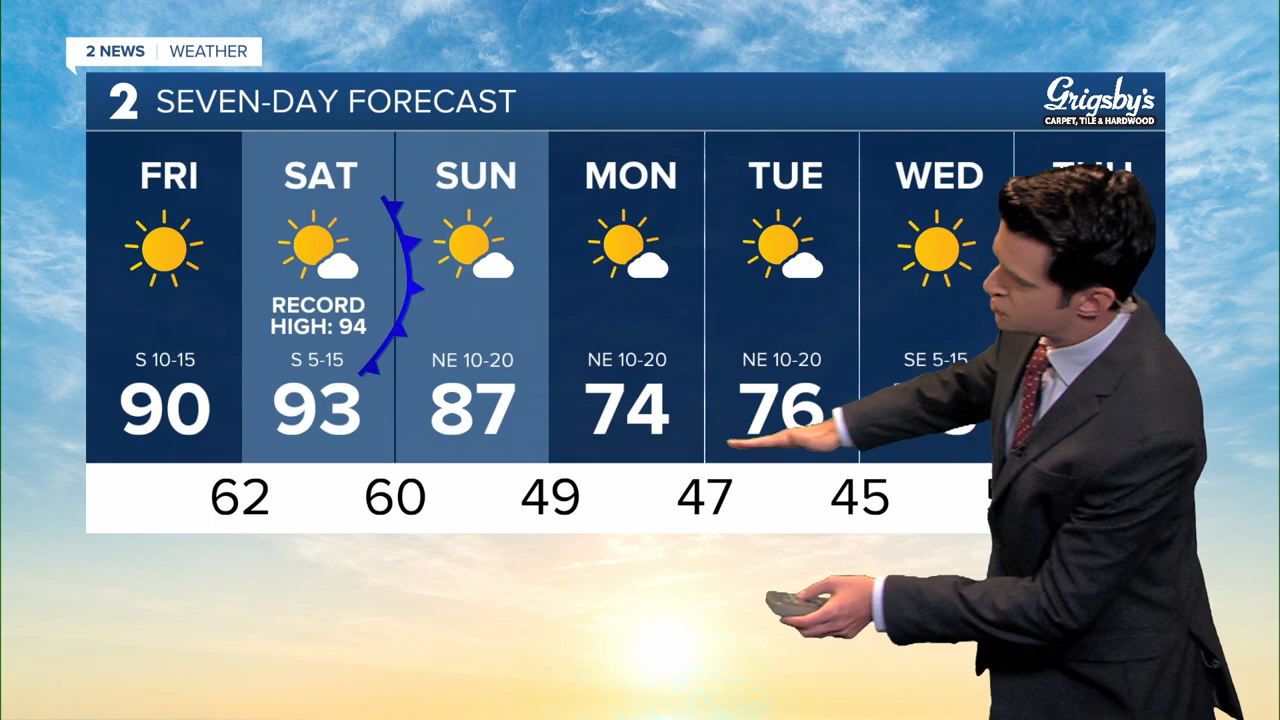 2 NEWS | WEATHER
2 SEVEN-DAY FORECAST
Grigsby's
CARPET, TILE & HARDWOOD
FRI SAT SUN MON TUE WED THU
RECORD
HIGH: 94
S 10-15 S 5-15 NE 10-20 NE 10-20 NE 10-20 SE 5-15
90 93 87 74 76
62 60 49 47 45